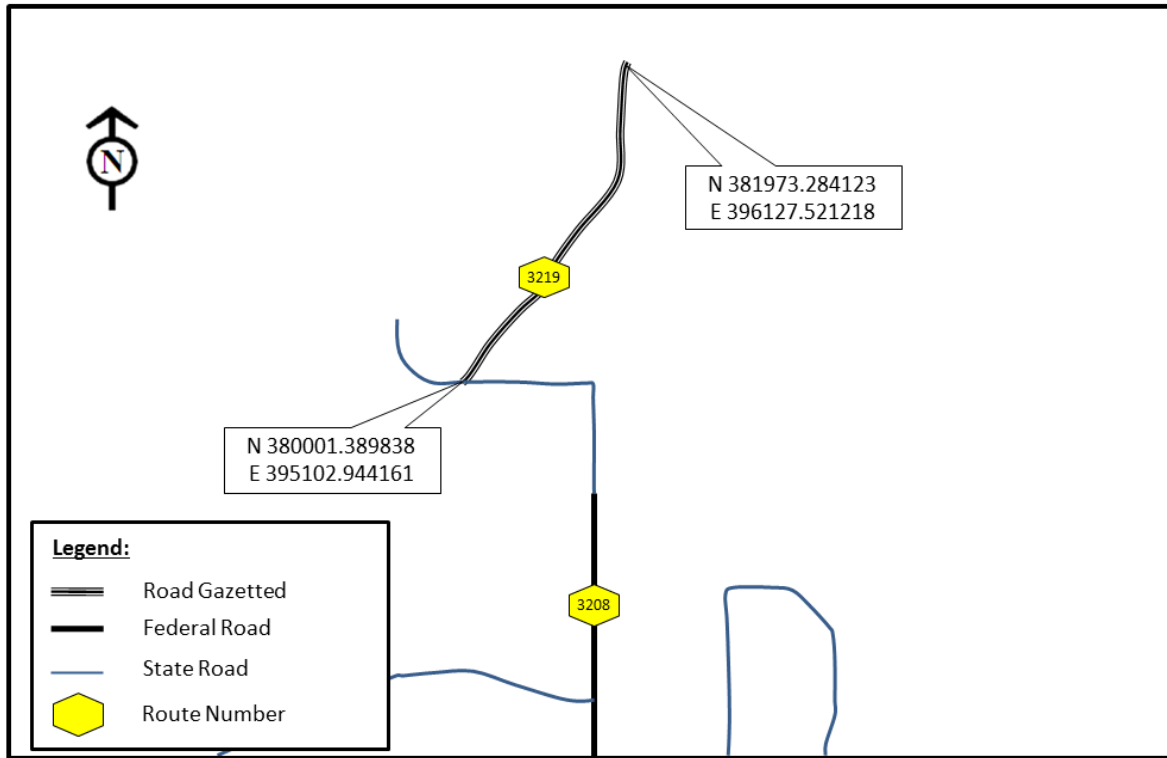 N
N 381973.284123
E 396127.521218
3219
N 380001.389838
E 395102.944161
Legend:
Road Gazetted
Federal Road
State Road
Route Number
3208